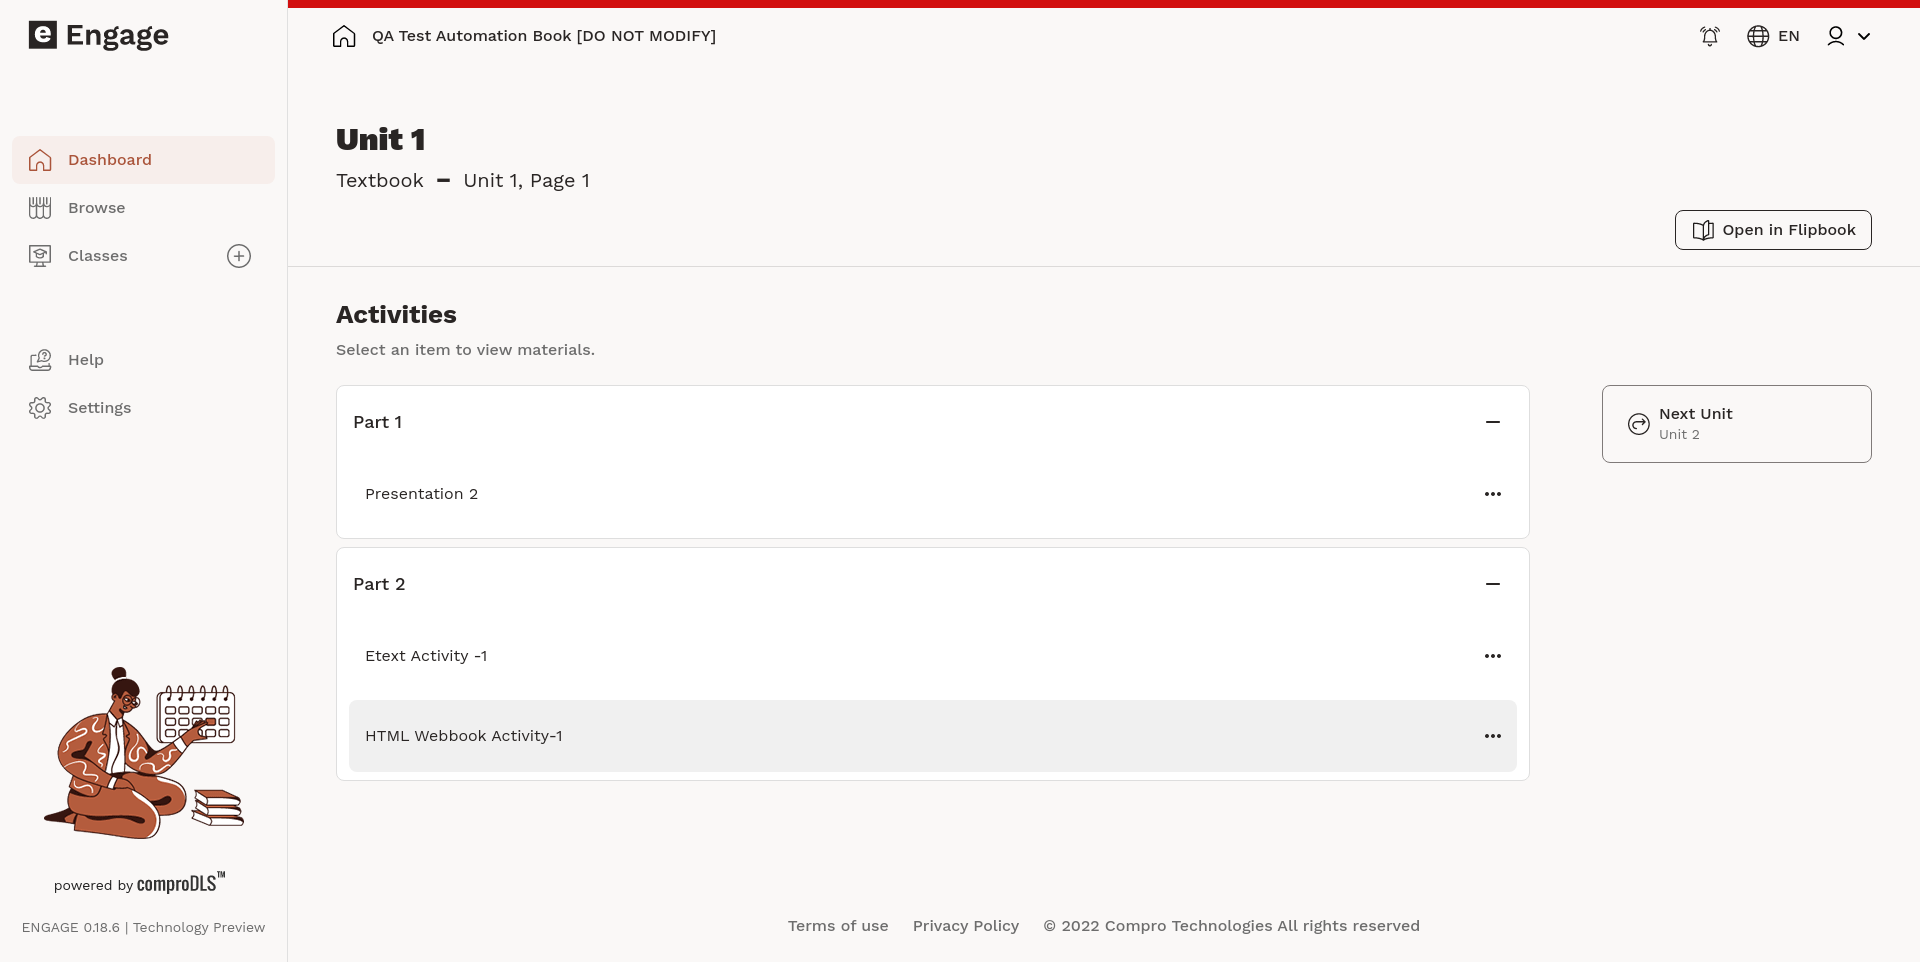 e Engage
QA Test Automation Book [DO NOT MODIFY]
EN
Dashboard
Browse
Classes
Help
Settings
Unit 1
Textbook – Unit 1, Page 1
Open in Flipbook
Activities
Select an item to view materials.
Part 1
Presentation 2
Part 2
Etext Activity -1
HTML Webbook Activity-1
Next Unit
Unit 2
powered by comproDLS™
ENGAGE 0.18.6 | Technology Preview
Terms of use Privacy Policy © 2022 Compro Technologies All rights reserved